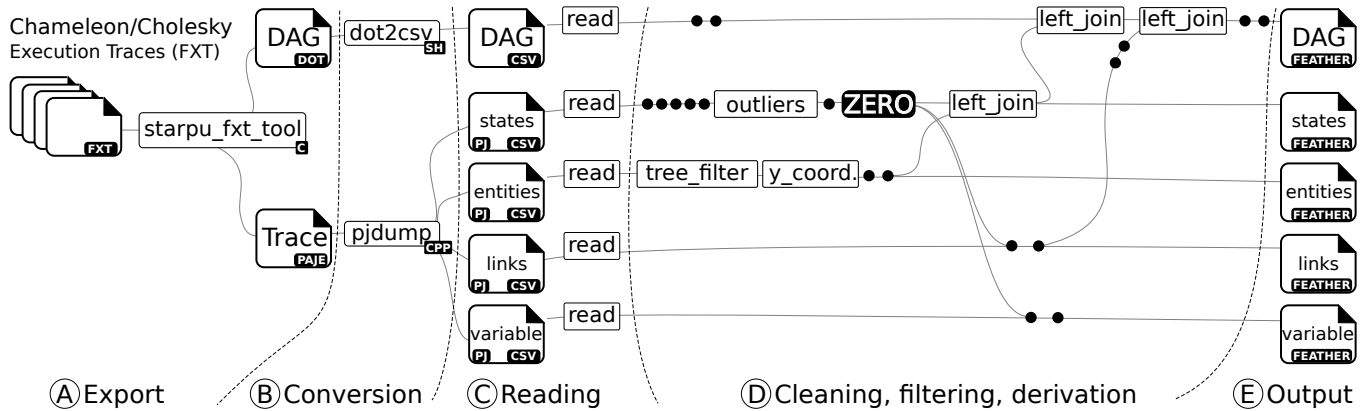 Chameleon/Cholesky
Execution Traces (FXT)
FXT
starpu_fxt_tool
C
DAG
DOT
Trace
PAJE
dot2csv
SH
pjdump
CPP
DAG
CSV
states
PJ CSV
entities
PJ CSV
links
PJ CSV
variable
PJ CSV
read
read
read
read
read
outliers
ZERO
left_join
left_join
left_join
tree_filter
y_coord.
DAG
FEATHER
states
FEATHER
entities
FEATHER
links
FEATHER
variable
FEATHER
A Export
B Conversion
C Reading
D Cleaning, filtering, derivation
E Output